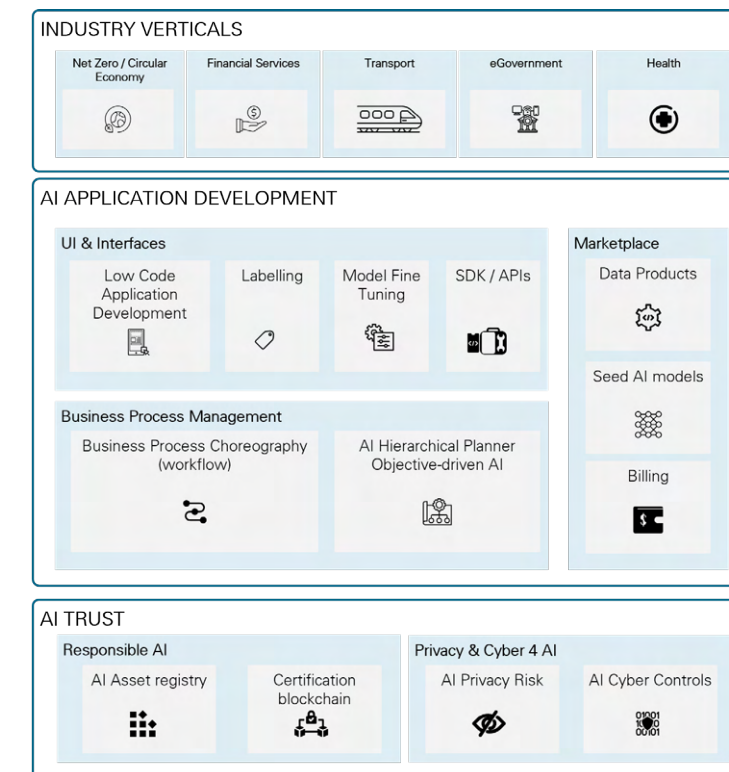 INDUSTRY VERTICALS
Net Zero / Circular
Economy
Financial Services
Transport
eGovernment
Health
AI APPLICATION DEVELOPMENT
UI & Interfaces
Low Code
Application
Development
Labelling
Model Fine
Tuning
SDK / APIs
Marketplace
Data Products
Seed AI models
Billing
Business Process Management
Business Process Choreography
(workflow)
AI Hierarchical Planner
Objective-driven AI
AI TRUST
Responsible AI
AI Asset registry
Certification
blockchain
Privacy & Cyber 4 AI
AI Privacy Risk
AI Cyber Controls